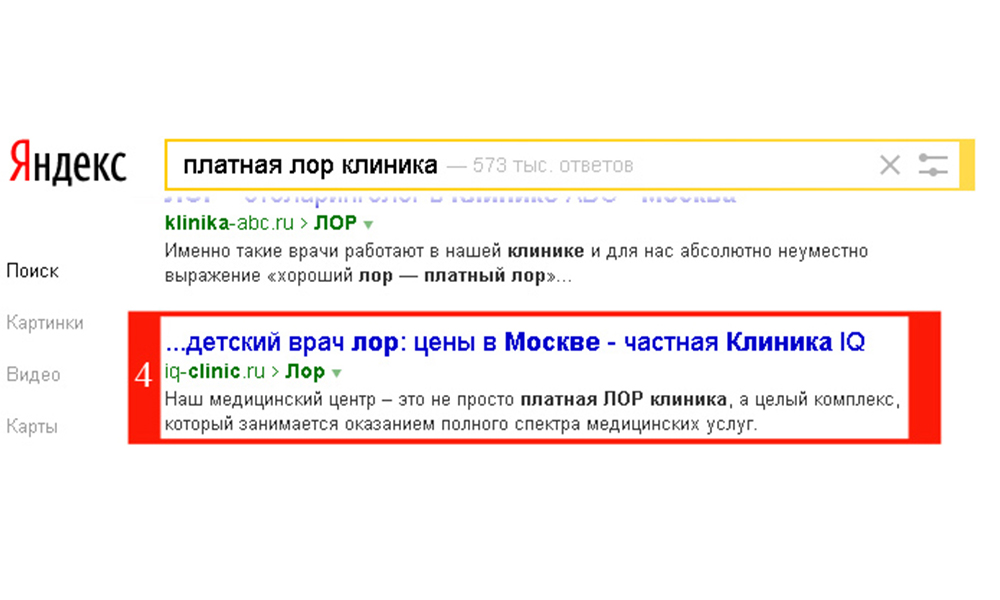 Яндекс
платная лор клиника — 573 тыс. ответов
klinika-abc.ru › ЛОР
Именно такие врачи работают в нашей клинике и для нас абсолютно неуместно
выражение «хороший лор — платный лор»...
Поиск
Картинки
Видео
Карты
4
...детский врач лор: цены в Москве - частная Клиника IQ
iq-clinic.ru › Лор
Наш медицинский центр – это не просто платная ЛОР клиника, а целый комплекс,
который занимается оказанием полного спектра медицинских услуг.